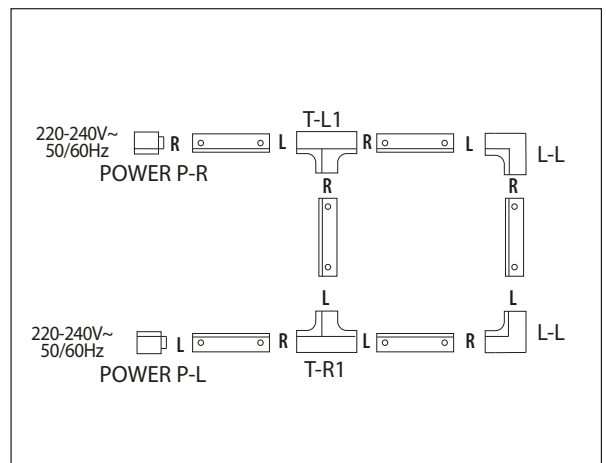 T-L1
220-240V~
50/60Hz
R L R L
L-L
POWER P-R
R R
L L
220-240V~
50/60Hz
L R L R
L-L
POWER P-L
T-R1